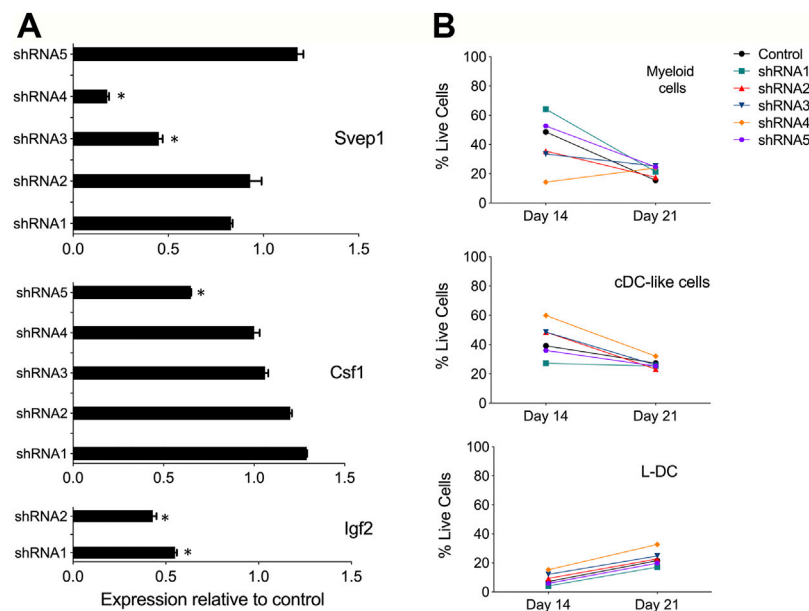 A
shRNA5
shRNA4
*
shRNA3
*
Svep1
shRNA2
shRNA1
0.0
0.5
1.0
1.5
shRNA5
*
shRNA4
shRNA3
Csf1
shRNA2
shRNA1
0.0
0.5
1.0
1.5
shRNA2
*
Igf2
shRNA1
*
0.0
0.5
1.0
1.5
Expression relative to control
B
100
80
60
40
20
0
% Live Cells
Myeloid
cells
Day 14
Day 21
Control
shRNA1
shRNA2
shRNA3
shRNA4
shRNA5
100
80
60
40
20
0
% Live Cells
cDC-like cells
Day 14
Day 21
100
80
60
40
20
0
% Live Cells
L-DC
Day 14
Day 21